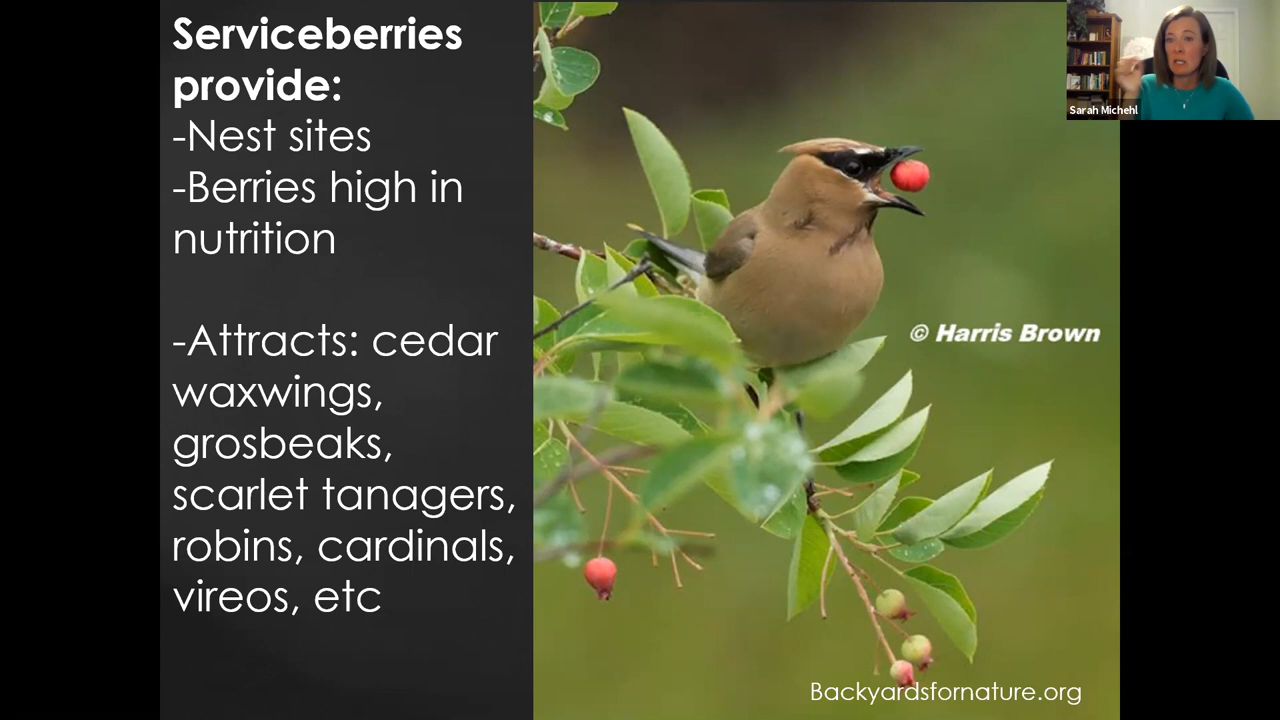 Serviceberries
provide:
-Nest sites
-Berries high in
nutrition
-Attracts: cedar
waxwings,
grosbeaks,
scarlet tanagers,
robins, cardinals,
vireos, etc
© Harris Brown
Backyardsfornature.org
Sarah Michehl